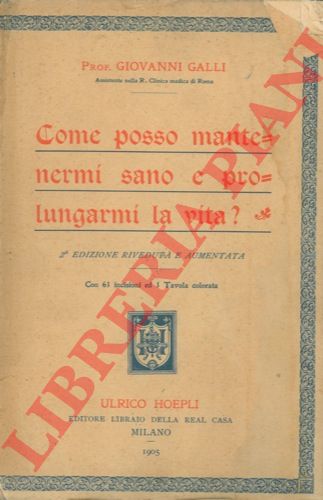 PROF. GIOVANNI GALLI
Assistente nella R. Clinica medica di Roma
Come posso mante=
nermi sano e pro=
lungarmi la vita?
2ª EDIZIONE RIVEDUTA E AUMENTATA
Con 63 incisioni ed 1 Tavola colorata
ULRICO HOEPLI
EDITORE LIBRAIO DELLA REAL CASA
MILANO
1905
LIBRERIA PIANI